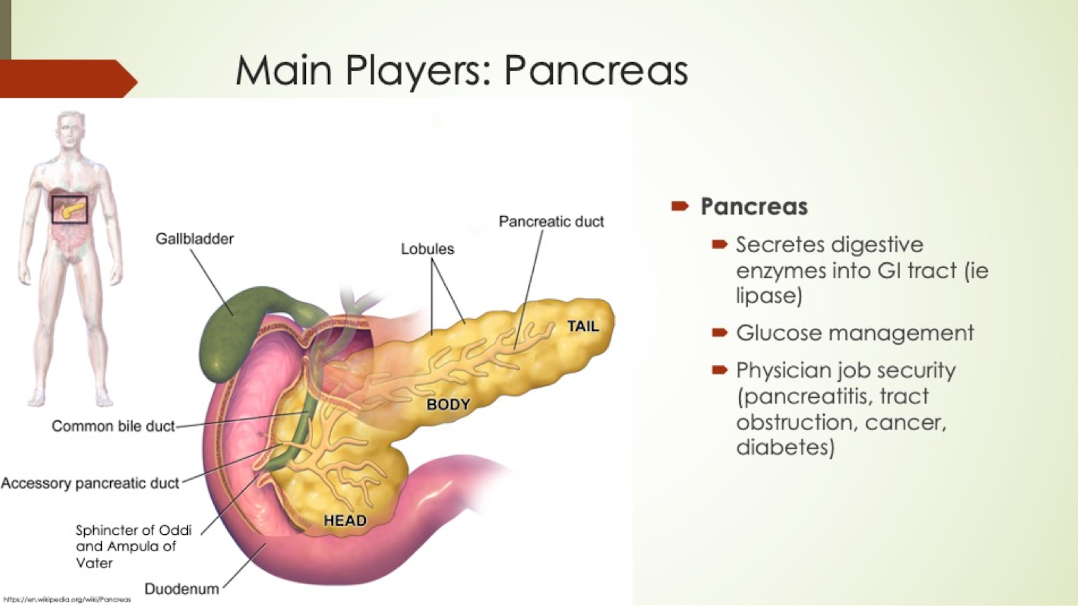 Main Players: Pancreas
Gallbladder
Lobules
Pancreatic duct
TAIL
BODY
HEAD
Common bile duct
Accessory pancreatic duct
Sphincter of Oddi
and Ampula of
Vater
Duodenum
https://en.wikipedia.org/wiki/Pancreas
Pancreas
Secretes digestive
enzymes into GI tract (ie
lipase)
Glucose management
Physician job security
(pancreatitis, tract
obstruction, cancer,
diabetes)